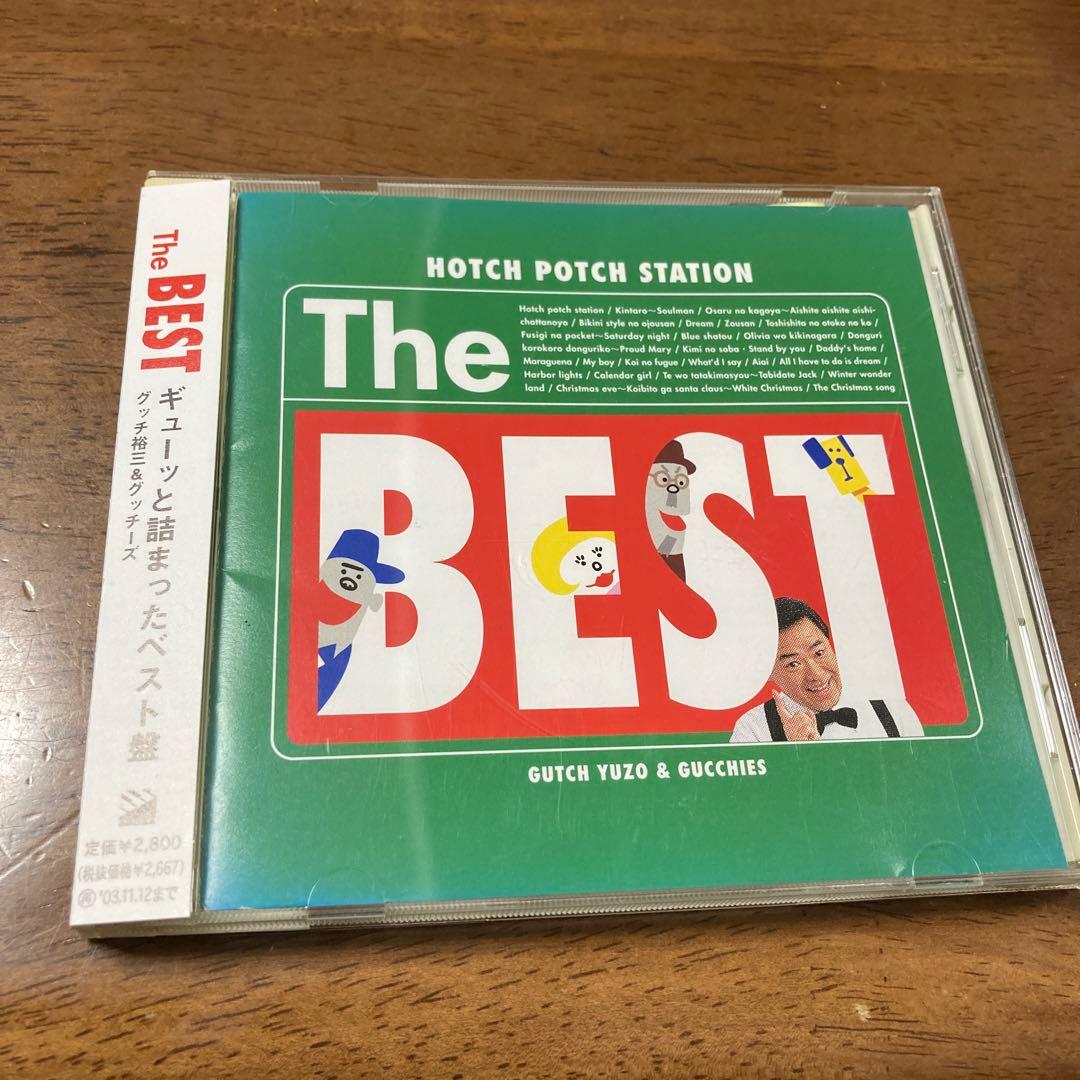 The BEST
ギューッと詰まったベスト盤
グッチ裕三&グッチーズ
定価¥2,800
(税抜価格¥2,667)
再'03.11.12まで
HOTCH POTCH STATION
The
Hotch potch station / Kintaro~Soulman / Osaru no kagoya~Aishite aishite aishi-
chattanoyo / Bikini style no ojousan / Dream / Zousan / Toshishita no otoko no ko /
Fusigi na pocket~Saturday night / Blue shatou / Olivia wo kikinagara / Donguri
korokoro donguriko~Proud Mary / Kimi no soba · Stand by you / Daddy's home /
Maraguena / My boy / Koi no fugue / What'd I say / Aioi / All I have to do is dream /
Harbor lights / Calendar girl / Te wo tatakimasyou~Tabidate Jack / Winter wonder
land / Christmas eve~Koibito ga santa claus~White Christmas / The Christmas song
BEST
GUTCH YUZO & GUCCHIES